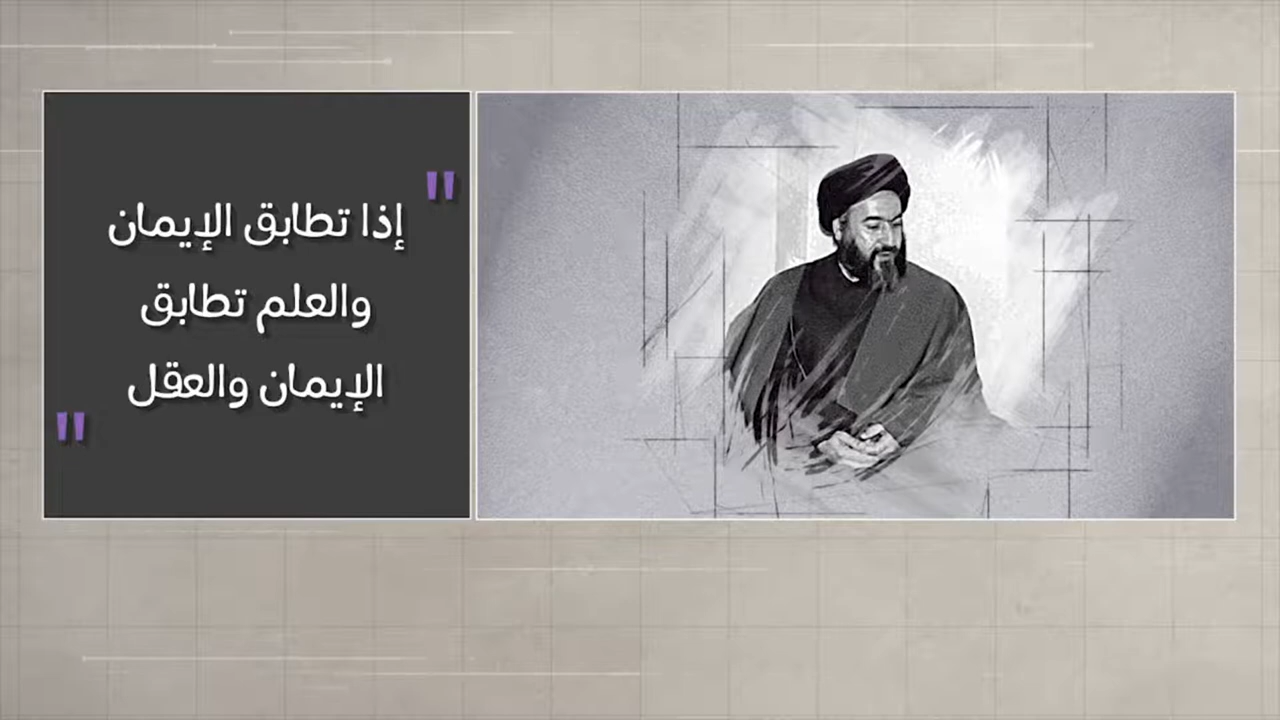 "إذا تطابق الإيمان
والعلم تطابق
الإيمان والعقل"